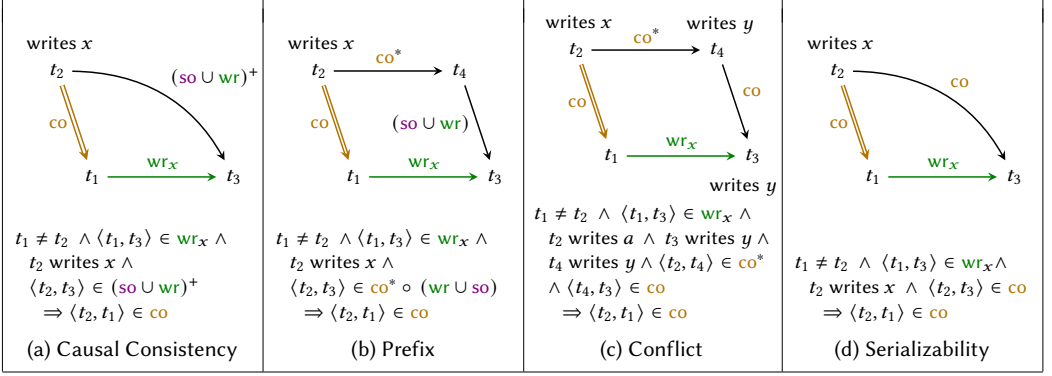 writes x
t₂
(so ∪ wr)⁺
co
wrₓ
t₁
t₃
t₁ ≠ t₂ ∧ ⟨t₁, t₃⟩ ∈ wrₓ ∧
t₂ writes x ∧
⟨t₂, t₃⟩ ∈ (so ∪ wr)⁺
⇒ ⟨t₂, t₁⟩ ∈ co
(a) Causal Consistency
writes x
co*
t₂
t₄
co
(so ∪ wr)
wrₓ
t₁
t₃
t₁ ≠ t₂ ∧ ⟨t₁, t₃⟩ ∈ wrₓ ∧
t₂ writes x ∧
⟨t₂, t₃⟩ ∈ co* ∘ (wr ∪ so)
⇒ ⟨t₂, t₁⟩ ∈ co
(b) Prefix
writes x
writes y
co*
t₂
t₄
co
co
wrₓ
t₁
t₃
writes y
t₁ ≠ t₂ ∧ ⟨t₁, t₃⟩ ∈ wrₓ ∧
t₂ writes a ∧ t₃ writes y ∧
t₄ writes y ∧ ⟨t₂, t₄⟩ ∈ co*
∧ ⟨t₄, t₃⟩ ∈ co
⇒ ⟨t₂, t₁⟩ ∈ co
(c) Conflict
writes x
t₂
co
co
wrₓ
t₁
t₃
t₁ ≠ t₂ ∧ ⟨t₁, t₃⟩ ∈ wrₓ∧
t₂ writes x ∧ ⟨t₂, t₃⟩ ∈ co
⇒ ⟨t₂, t₁⟩ ∈ co
(d) Serializability